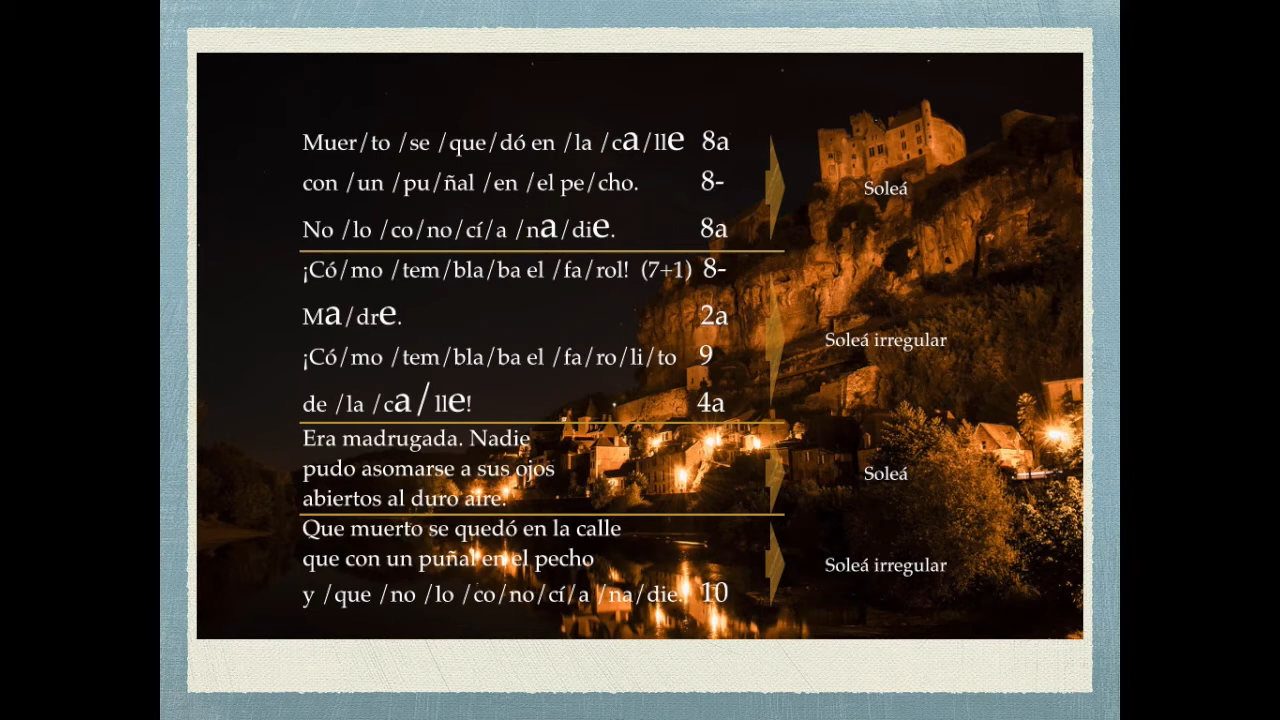 Muer/to /se /que/dó en /la /ca/lle 8a
con /un /pu/ñal /en /el pe/cho. 8-
Soleá
No /lo /co/no/cí/a /na/die. 8a
¡Có/mo /tem/bla/ba el /fa/rol! (7+1) 8-
Ma/dre. 2a
Soleá irregular
¡Có/mo /tem/bla/ba el /fa/ro/li/to 9
de /la /ca/lle! 4a
Era madrugada. Nadie
pudo asomarse a sus ojos
Soleá
abiertos al duro aire.
Que muerto se quedó en la calle
que con un puñal en el pecho
Soleá irregular
y /que /no /lo /co/no/cí/a /na/die. 10